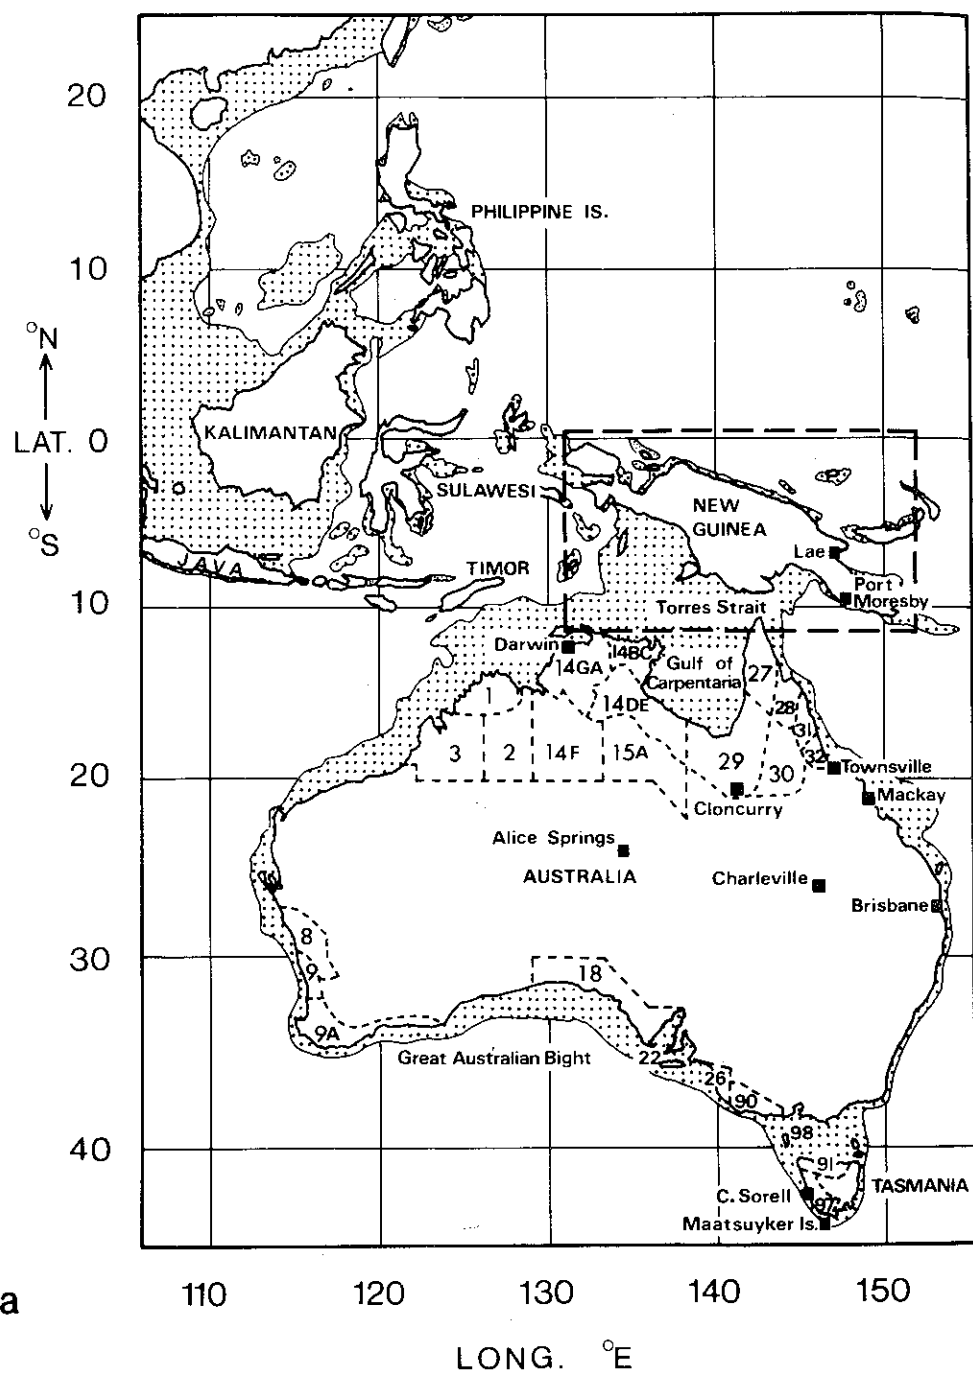 20
PHILIPPINE IS.
10
°N
LAT.
°S
0
KALIMANTAN
SULAWESI
NEW
GUINEA
Lae
JAVA
TIMOR
Port
Moresby
10
Torres Strait
Darwin
14BC
14GA
Gulf of
Carpentaria
27
1
14DE
28
31
3
2
14F
15A
29
30
32
Townsville
20
Mackay
Cloncurry
Alice Springs
AUSTRALIA
Charleville
Brisbane
8
30
9
18
9A
Great Australian Bight
22
26
90
98
40
91
TASMANIA
C. Sorell
97
Maatsuyker Is.
110
120
130
140
150
a
LONG. °E